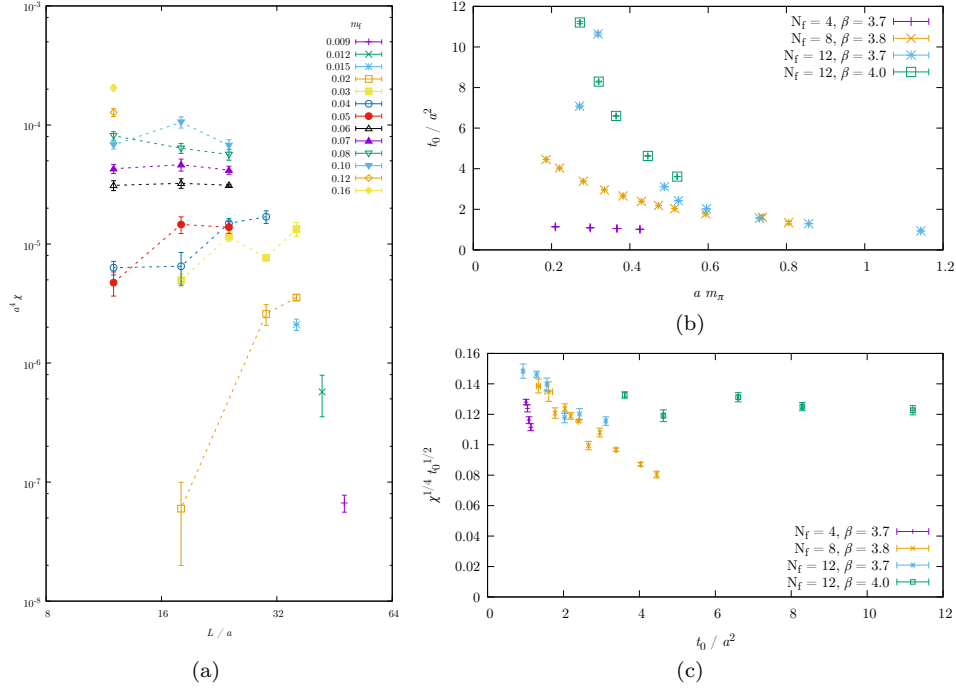 10⁻³
10⁻⁴
10⁻⁵
10⁻⁶
10⁻⁷
10⁻⁸
a⁴ χ
8
16
32
64
L / a
m_f
0.009
0.012
0.015
0.02
0.03
0.04
0.05
0.06
0.07
0.08
0.10
0.12
0.16
(a)
12
10
8
6
4
2
0
t₀ / a²
0
0.2
0.4
0.6
0.8
1
1.2
a m_π
N_f = 4, β = 3.7
N_f = 8, β = 3.8
N_f = 12, β = 3.7
N_f = 12, β = 4.0
(b)
0.16
0.14
0.12
0.1
0.08
0.06
0.04
0.02
0
χ^{1/4} t₀^{1/2}
0
2
4
6
8
10
12
t₀ / a²
N_f = 4, β = 3.7
N_f = 8, β = 3.8
N_f = 12, β = 3.7
N_f = 12, β = 4.0
(c)